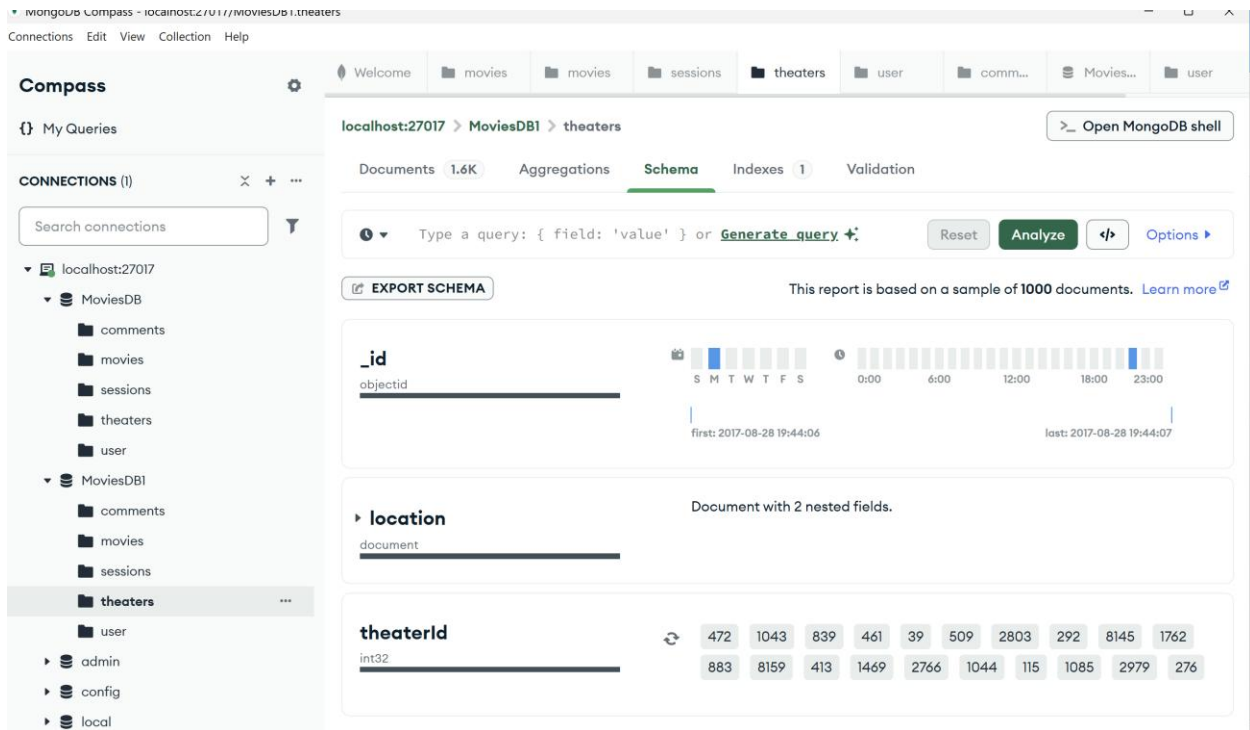 MongoDB Compass - localhost:27017/MoviesDB1.theaters
Connections Edit View Collection Help
Compass
{} My Queries
CONNECTIONS (1)
Search connections
localhost:27017
MoviesDB
comments
movies
sessions
theaters
user
MoviesDB1
comments
movies
sessions
theaters
user
admin
config
local
Welcome movies movies sessions theaters user comm... Movies... user
localhost:27017 > MoviesDB1 > theaters
>_ Open MongoDB shell
Documents 1.6K Aggregations Schema Indexes 1 Validation
Type a query: { field: 'value' } or Generate query
Reset Analyze </> Options
EXPORT SCHEMA
This report is based on a sample of 1000 documents. Learn more
_id
objectid
S M T W T F S
0:00 6:00 12:00 18:00 23:00
first: 2017-08-28 19:44:06
last: 2017-08-28 19:44:07
location
document
Document with 2 nested fields.
theaterId
int32
472 1043 839 461 39 509 2803 292 8145 1762
883 8159 413 1469 2766 1044 115 1085 2979 276